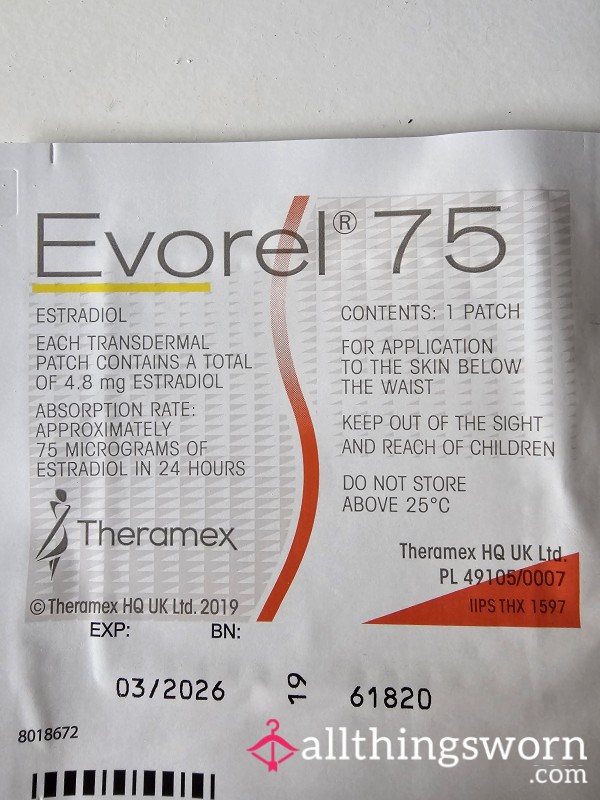 Evorel® 75
ESTRADIOL
EACH TRANSDERMAL
PATCH CONTAINS A TOTAL
OF 4.8 mg ESTRADIOL
ABSORPTION RATE:
APPROXIMATELY
75 MICROGRAMS OF
ESTRADIOL IN 24 HOURS
CONTENTS: 1 PATCH
FOR APPLICATION
TO THE SKIN BELOW
THE WAIST
KEEP OUT OF THE SIGHT
AND REACH OF CHILDREN
DO NOT STORE
ABOVE 25°C
Theramex
Theramex HQ UK Ltd.
PL 49105/0007
IIPS THX 1597
© Theramex HQ UK Ltd. 2019
EXP: BN:
03/2026 19 61820
8018672
allthingsworn
.com